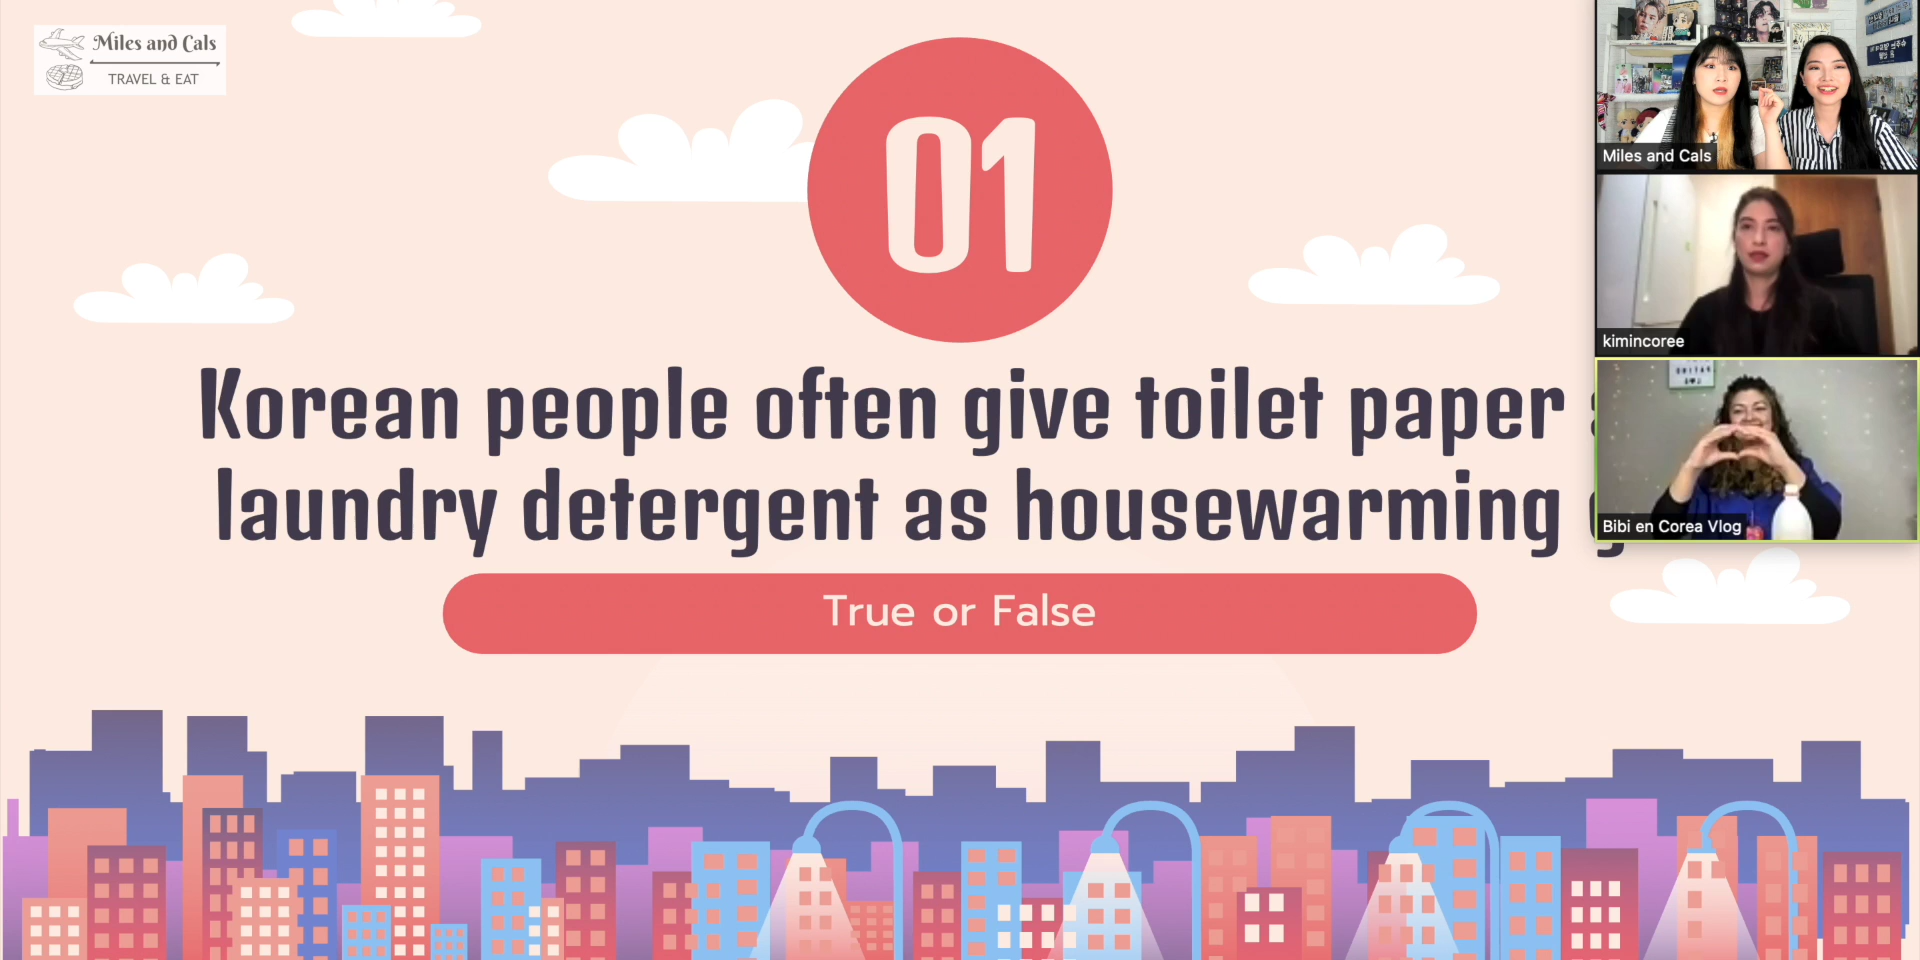 Miles and Cals
TRAVEL & EAT
01
Korean people often give toilet paper
laundry detergent as housewarming
True or False
Miles and Cals
kimincoree
Bibi en Corea Vlog